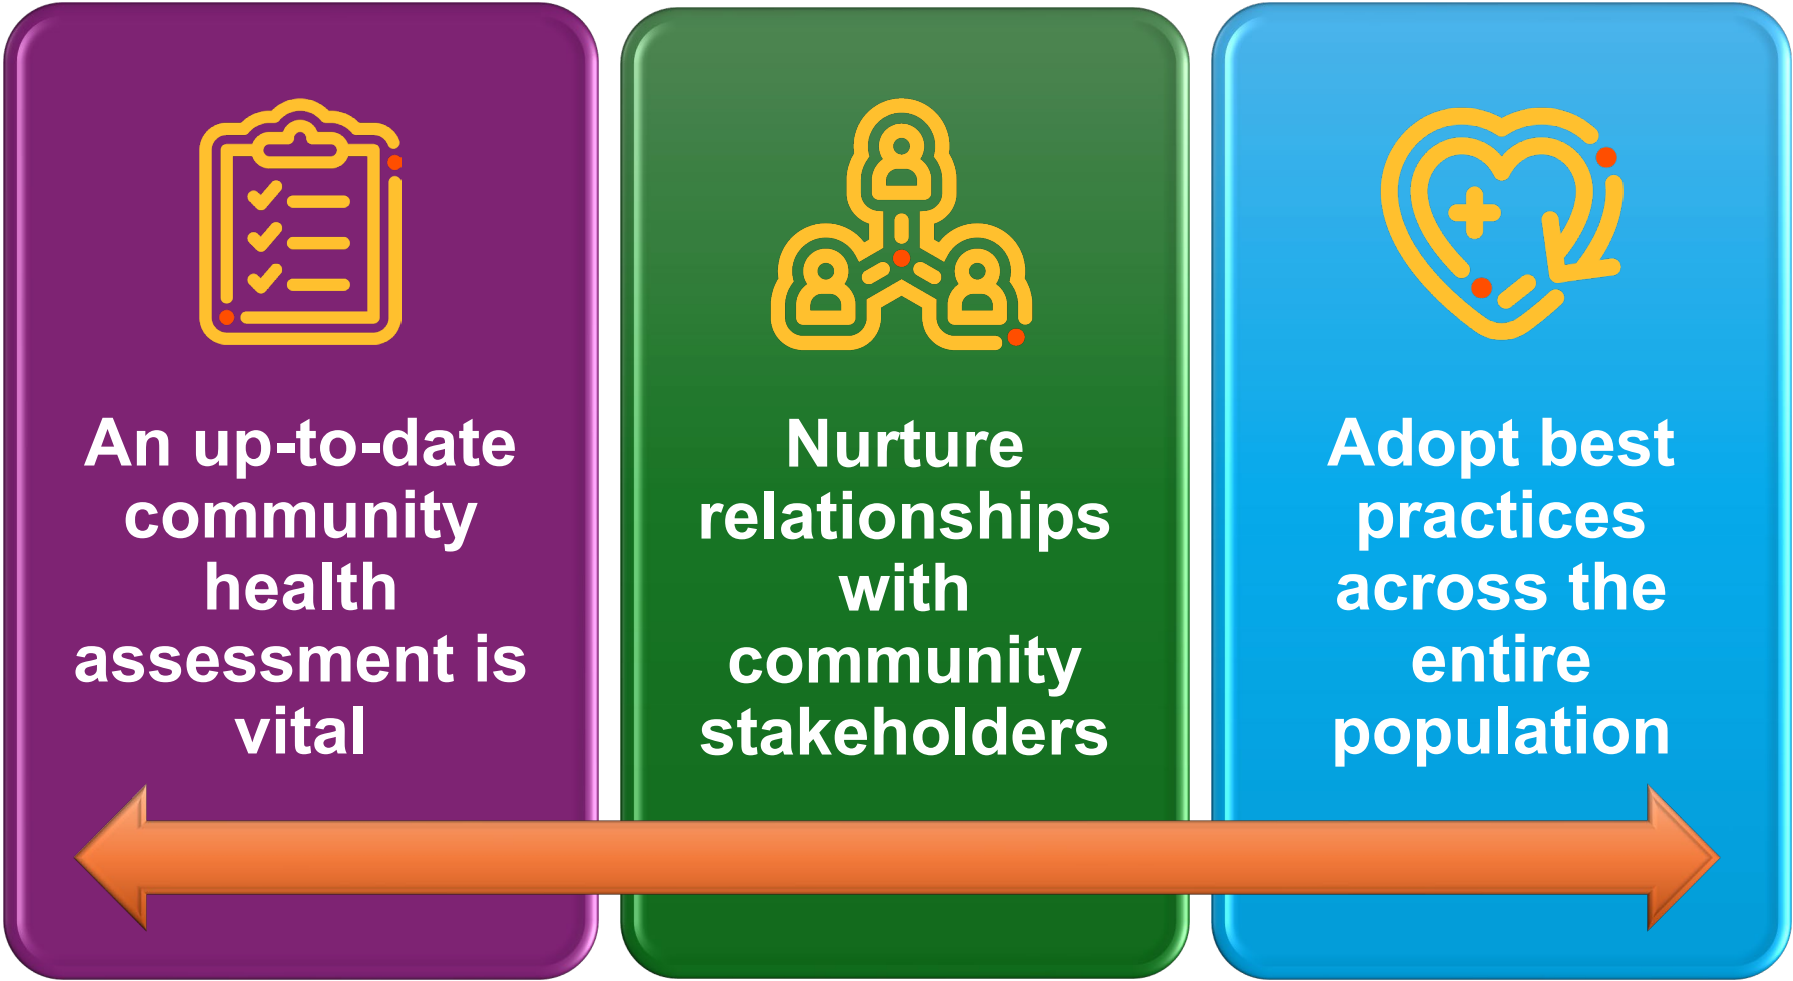 An up-to-date
community
health
assessment is
vital
Nurture
relationships
with
community
stakeholders
Adopt best
practices
across the
entire
population